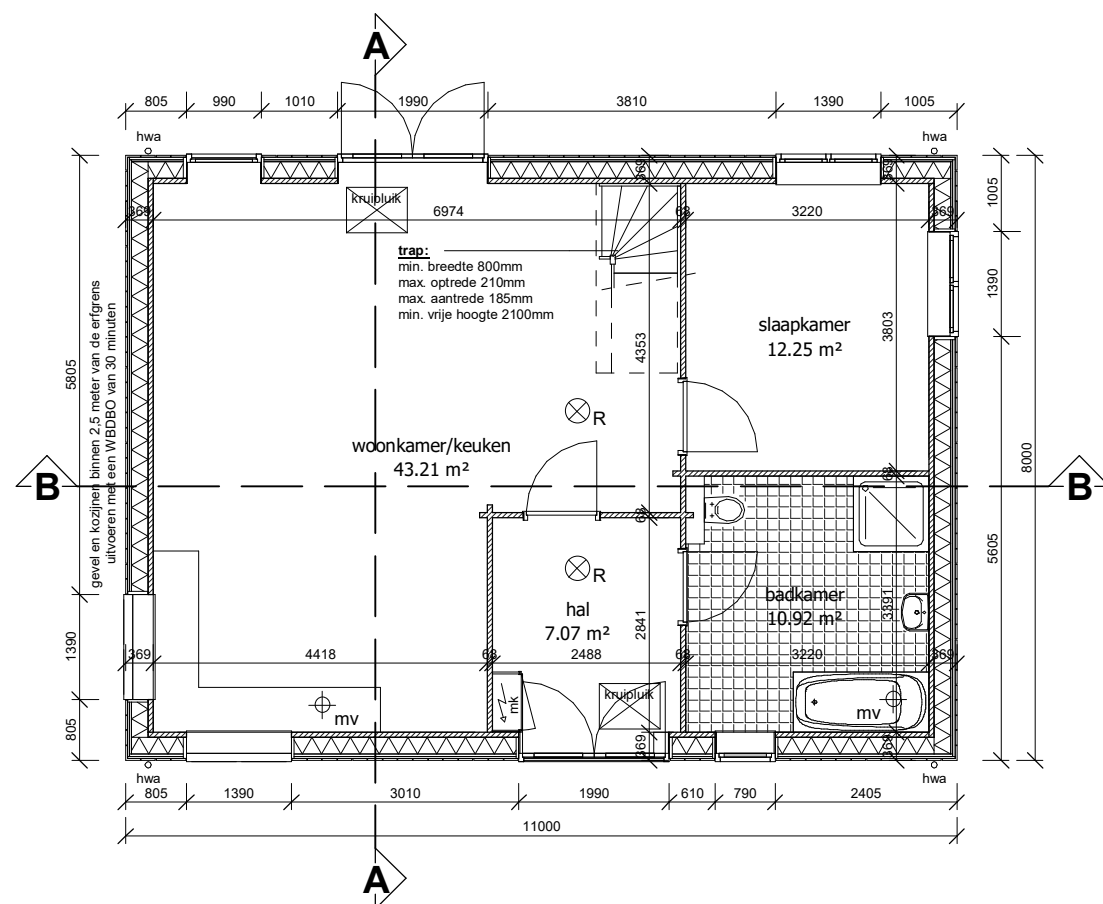 A
805
990
1010
1990
3810
1390
1005
hwa
hwa
369
369
kruipluik
369
6974
68
3220
369
1005
trap:
min. breedte 800mm
max. optrede 210mm
max. aantrede 185mm
min. vrije hoogte 2100mm
1390
slaapkamer
12.25 m²
3803
4353
5805
gevel en kozijnen binnen 2,5 meter van de erfgrens
uitvoeren met een WBDBO van 30 minuten
R
woonkamer/keuken
43.21 m²
8000
68
B
B
68
5605
R
hal
7.07 m²
2841
badkamer
10.92 m²
3391
1390
369
4418
68
2488
68
3220
369
mk
kruipluik
mv
mv
805
369
369
hwa
hwa
805
1390
3010
1990
610
790
2405
11000
A